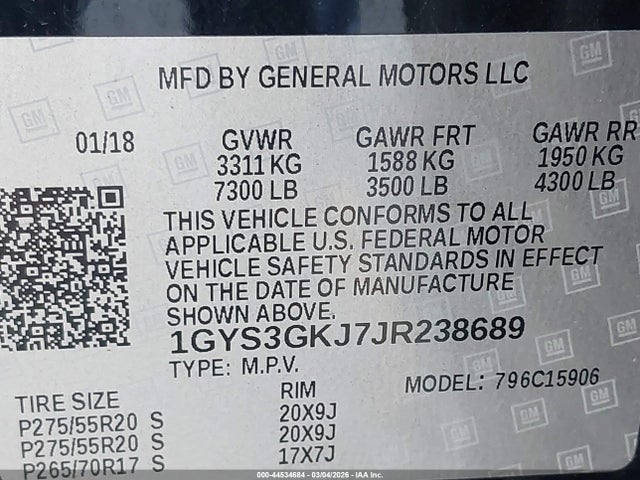 MFD BY GENERAL MOTORS LLC
01/18 GVWR GAWR FRT GAWR RR
3311 KG 1588 KG 1950 KG
7300 LB 3500 LB 4300 LB
THIS VEHICLE CONFORMS TO ALL
APPLICABLE U.S. FEDERAL MOTOR
VEHICLE SAFETY STANDARDS IN EFFECT
ON THE DATE OF MANUFACTURE
SHOWN ABOVE.
1GYS3GKJ7JR238689
TYPE: M.P.V. MODEL: 796C15906
TIRE SIZE RIM
P275/55R20 S 20X9J
P275/55R20 S 20X9J
P265/70R17 S 17X7J
GM
000-44534684 - 03/04/2026 - IAA Inc.